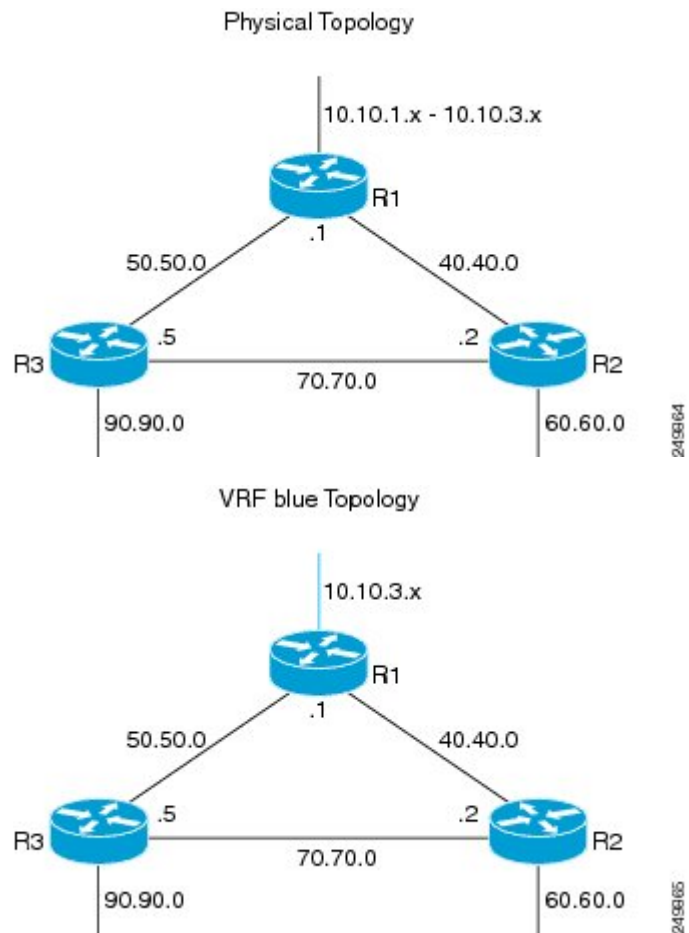 Physical Topology
10.10.1.x - 10.10.3.x
R1
.1
50.50.0
40.40.0
.5
.2
R3
R2
70.70.0
90.90.0
60.60.0
249864
VRF blue Topology
10.10.3.x
R1
.1
50.50.0
40.40.0
.5
.2
R3
R2
70.70.0
90.90.0
60.60.0
249865